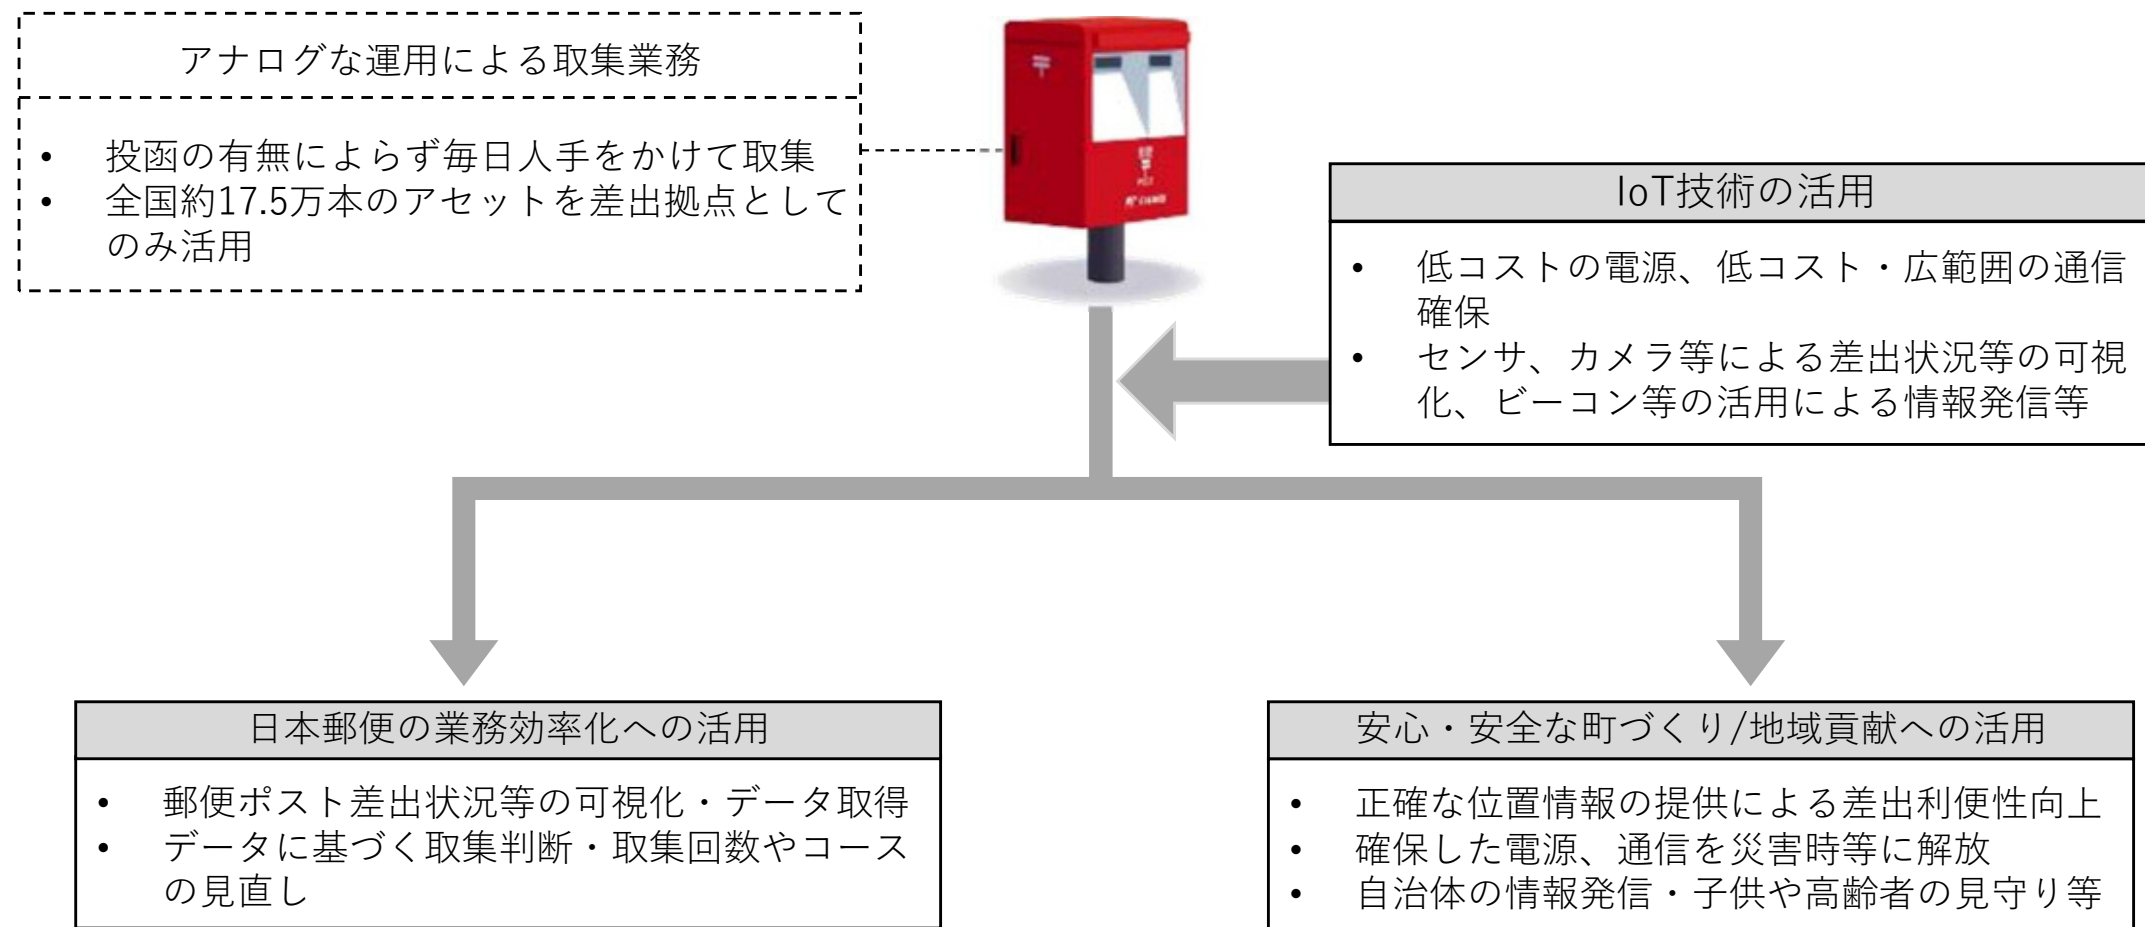 アナログな運用による取集業務
• 投函の有無によらず毎日人手をかけて取集
• 全国約17.5万本のアセットを差出拠点として
のみ活用
〒
IoT技術の活用
• 低コストの電源、低コスト・広範囲の通信
確保
• センサ、カメラ等による差出状況等の可視
化、ビーコン等の活用による情報発信等
日本郵便の業務効率化への活用
• 郵便ポスト差出状況等の可視化・データ取得
• データに基づく取集判断・取集回数やコース
の見直し
安心・安全な町づくり/地域貢献への活用
• 正確な位置情報の提供による差出利便性向上
• 確保した電源、通信を災害時等に解放
• 自治体の情報発信・子供や高齢者の見守り等